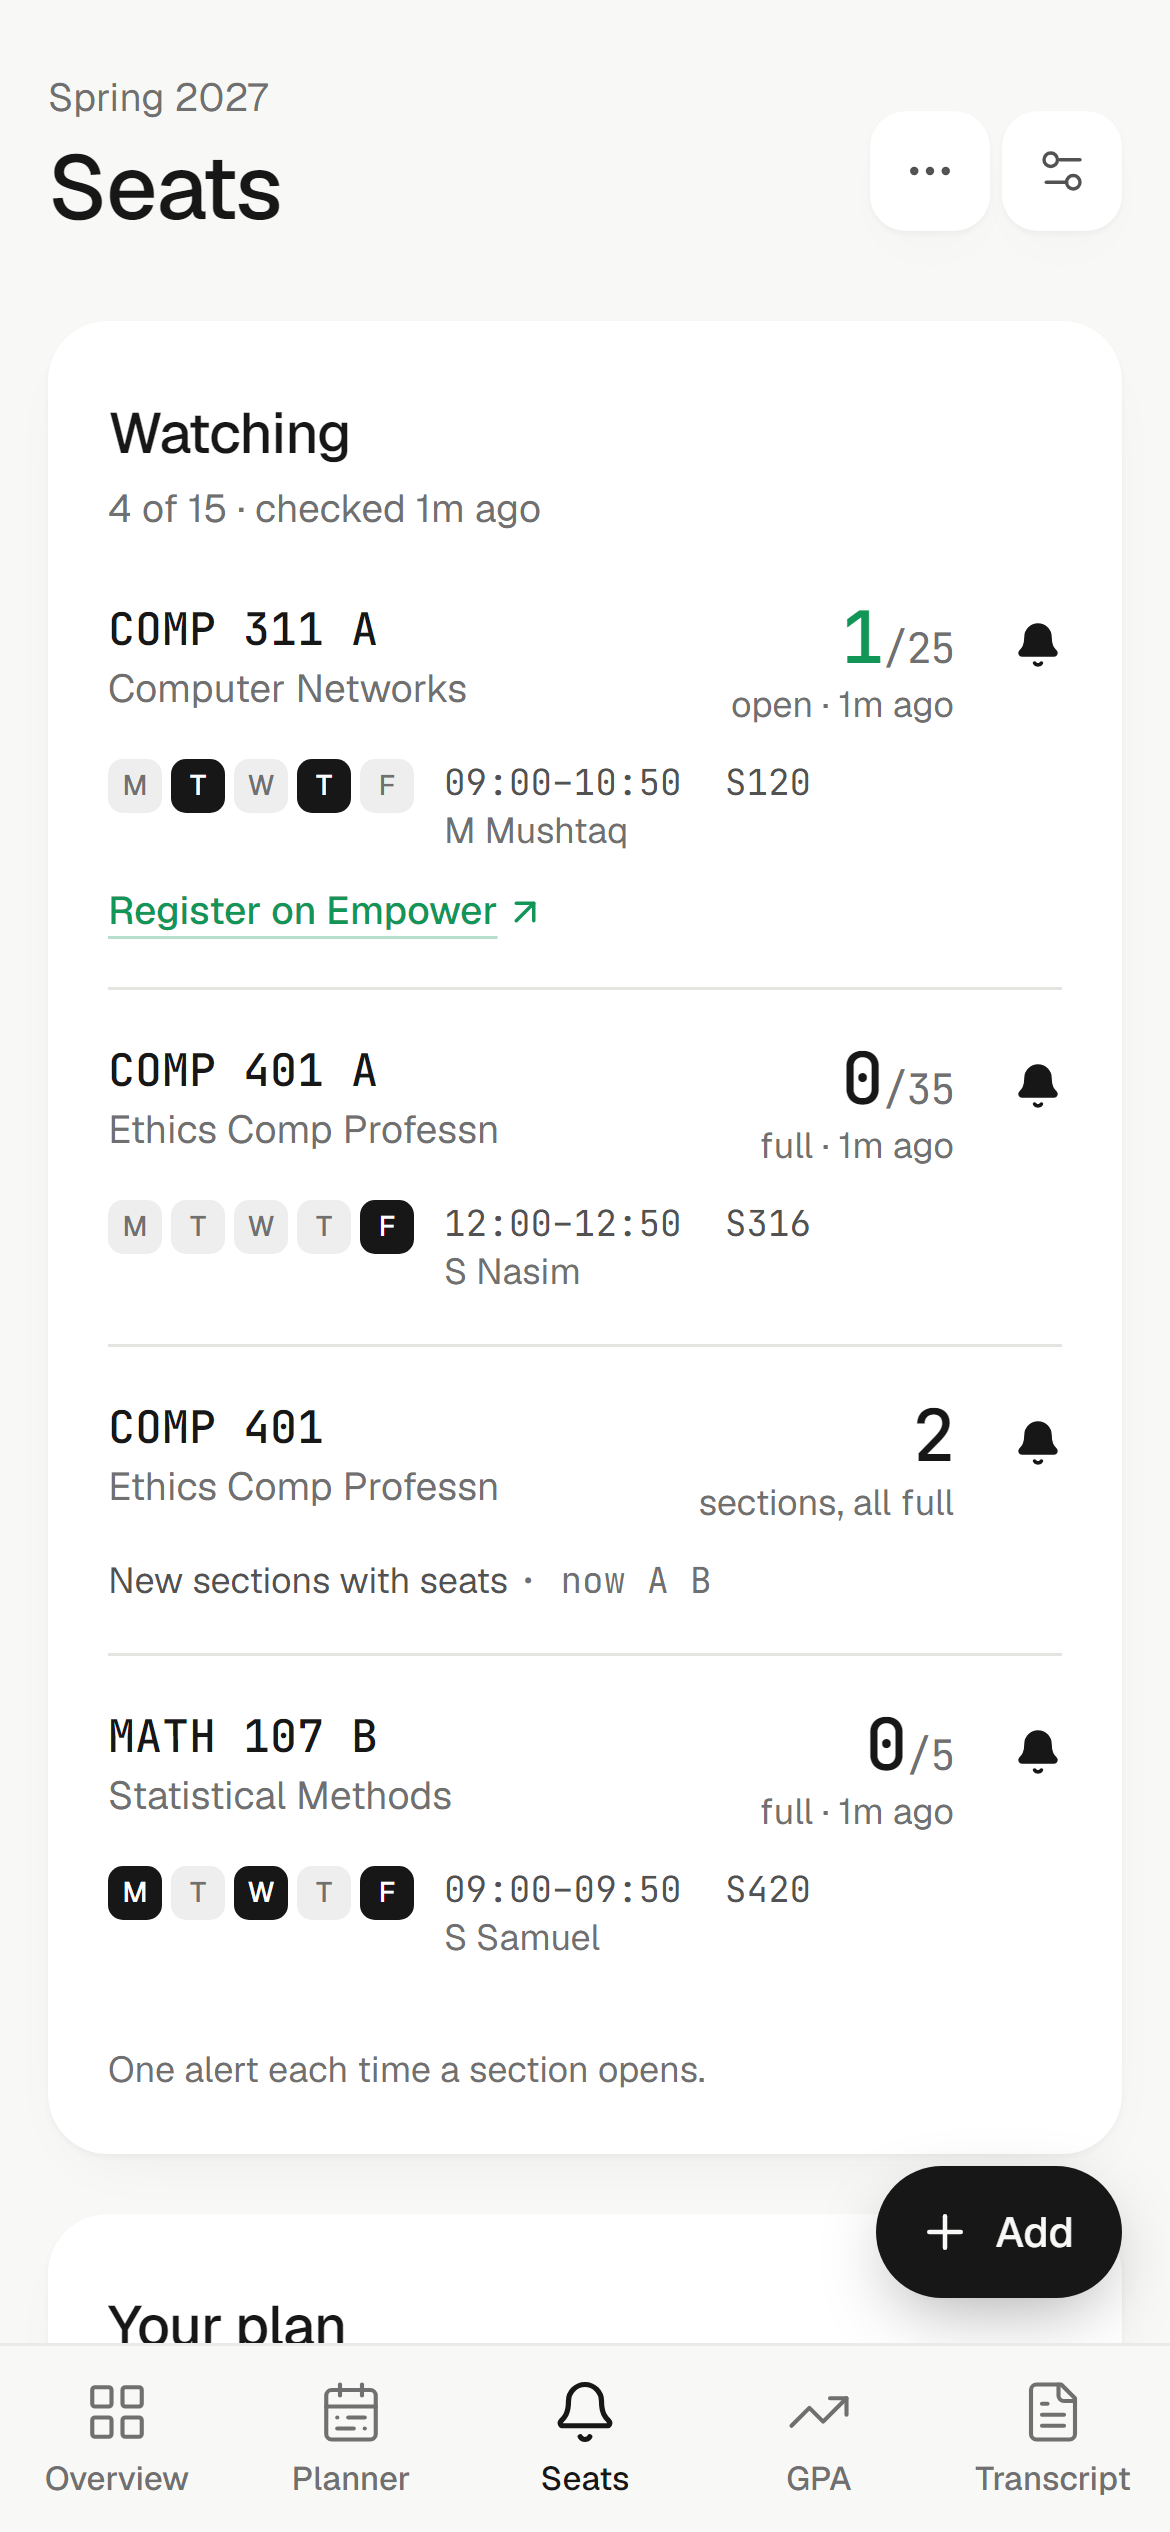 Spring 2027
Seats
Watching
4 of 15 · checked 1m ago
COMP 311 A
1/25
Computer Networks
open · 1m ago
M T W T F 09:00–10:50 S120
M Mushtaq
Register on Empower ↗
COMP 401 A
0/35
Ethics Comp Professn
full · 1m ago
M T W T F 12:00–12:50 S316
S Nasim
COMP 401
2
Ethics Comp Professn
sections, all full
New sections with seats · now A B
MATH 107 B
0/5
Statistical Methods
full · 1m ago
M T W T F 09:00–09:50 S420
S Samuel
One alert each time a section opens.
+ Add
Your plan
Overview Planner Seats GPA Transcript